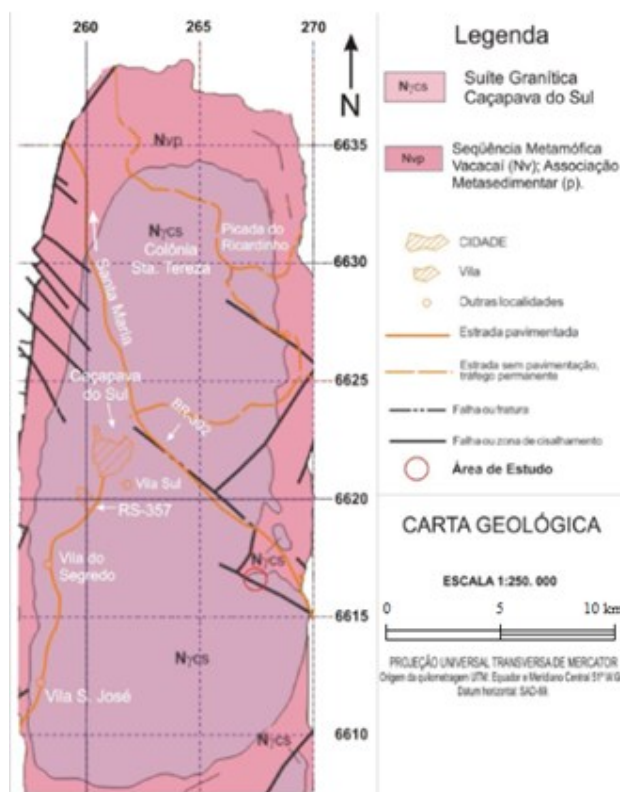 260 265 270
N
Nvp
6635
Nγcs
Colônia
Sta. Tereza
Picada do
Ricardinho
6630
Santa Maria
6625
Caçapava
do Sul
BR-392
Vila Sul
6620
RS-357
Vila do
Segredo
Nγcs
6615
Nγcs
Vila S. José
6610
Nγcs
Legenda
Nγcs
Suíte Granítica
Caçapava do Sul
Nvp
Seqüência Metamófica
Vacacaí (Nv); Associação
Metasedimentar (p).
CIDADE
Vila
Outras localidades
Estrada pavimentada
Estrada sem pavimentação,
tráfego permanente
Falha ou fratura
Falha ou zona de cisalhamento
Área de Estudo
CARTA GEOLÓGICA
ESCALA 1:250. 000
0 5 10 km
PROJEÇÃO UNIVERSAL TRANSVERSA DE MERCATOR
Origem da quilometragem UTM: Equador e Meridiano Central 51º W.G
Datum horizontal: SAD-69.